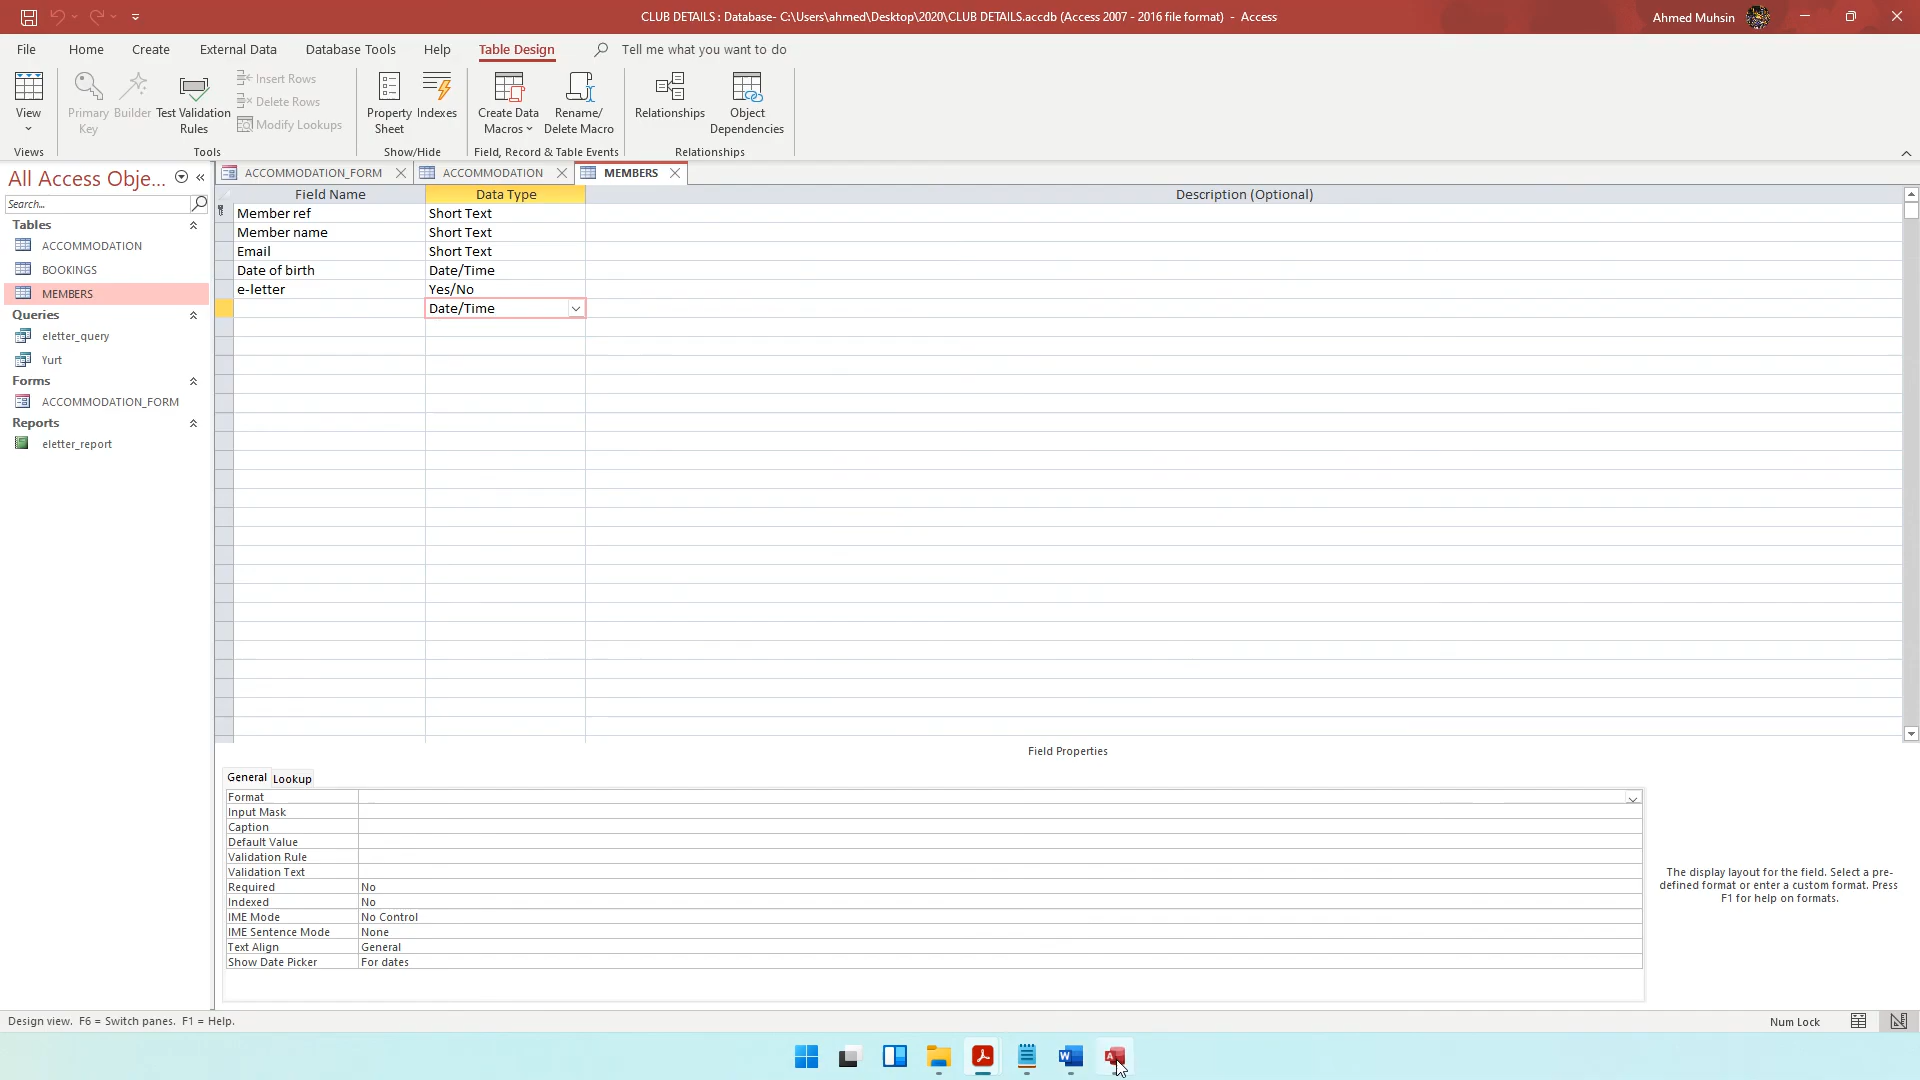 CLUB DETAILS : Database- C:\Users\ahmed\Desktop\2020\CLUB DETAILS.accdb (Access 2007 - 2016 file format) - Access
Ahmed Muhsin
File Home Create External Data Database Tools Help Table Design Tell me what you want to do
View
Primary Key
Builder
Test Validation Rules
Insert Rows
Delete Rows
Modify Lookups
Property Sheet
Indexes
Create Data Macros
Rename/ Delete Macro
Relationships
Object Dependencies
Views Tools Show/Hide Field, Record & Table Events Relationships
All Access Obje...
Search...
Tables
ACCOMMODATION
BOOKINGS
MEMBERS
Queries
eletter_query
Yurt
Forms
ACCOMMODATION_FORM
Reports
eletter_report
ACCOMMODATION_FORM ACCOMMODATION MEMBERS
Field Name Data Type Description (Optional)
Member ref Short Text
Member name Short Text
Email Short Text
Date of birth Date/Time
e-letter Yes/No
Date/Time
Field Properties
General Lookup
Format
Input Mask
Caption
Default Value
Validation Rule
Validation Text
Required No
Indexed No
IME Mode No Control
IME Sentence Mode None
Text Align General
Show Date Picker For dates
The display layout for the field. Select a pre-
defined format or enter a custom format. Press
F1 for help on formats.
Design view. F6 = Switch panes. F1 = Help.
Num Lock